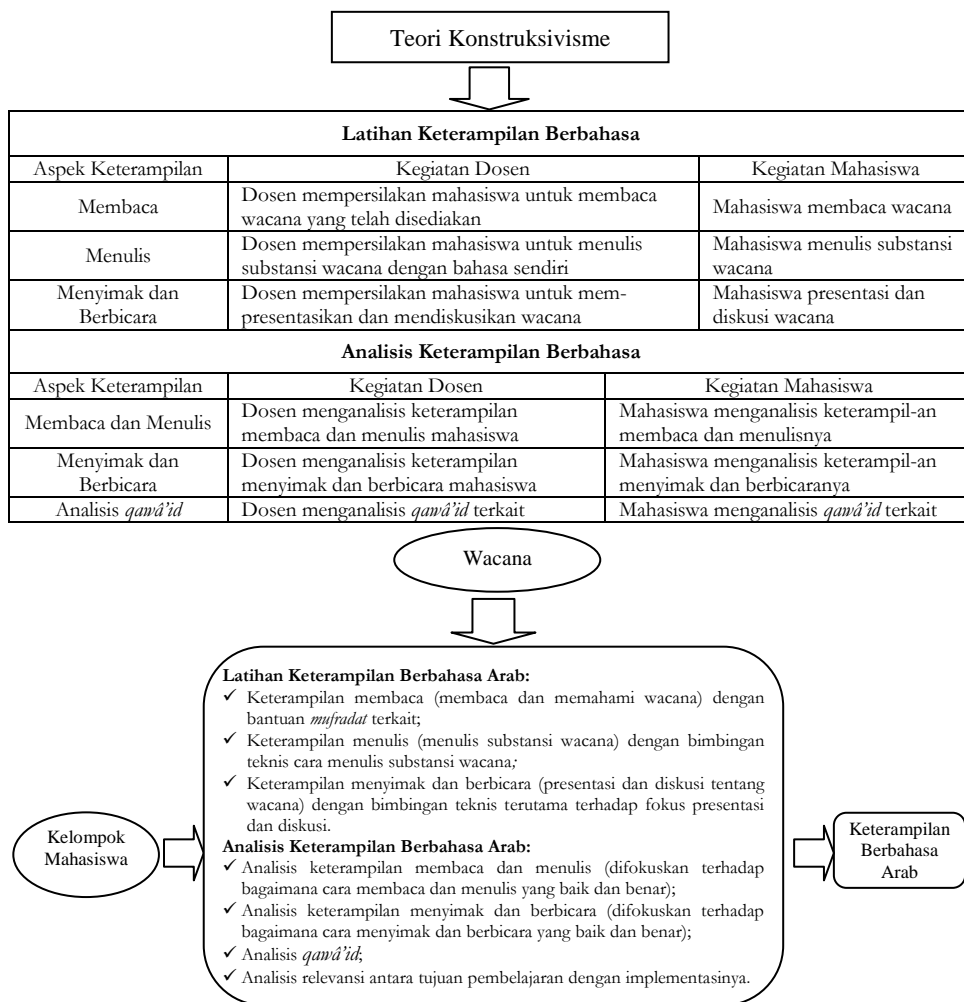 Teori Konstruksivisme
Latihan Keterampilan Berbahasa
Aspek Keterampilan Kegiatan Dosen Kegiatan Mahasiswa
Membaca
Dosen mempersilakan mahasiswa untuk membaca
wacana yang telah disediakan
Mahasiswa membaca wacana
Menulis
Dosen mempersilakan mahasiswa untuk menulis
substansi wacana dengan bahasa sendiri
Mahasiswa menulis substansi
wacana
Menyimak dan
Berbicara
Dosen mempersilakan mahasiswa untuk mem-
presentasikan dan mendiskusikan wacana
Mahasiswa presentasi dan
diskusi wacana
Analisis Keterampilan Berbahasa
Aspek Keterampilan Kegiatan Dosen Kegiatan Mahasiswa
Membaca dan Menulis
Dosen menganalisis keterampilan
membaca dan menulis mahasiswa
Mahasiswa menganalisis keterampil-an
membaca dan menulisnya
Menyimak dan
Berbicara
Dosen menganalisis keterampilan
menyimak dan berbicara mahasiswa
Mahasiswa menganalisis keterampil-an
menyimak dan berbicaranya
Analisis qawâ'id Dosen menganalisis qawâ'id terkait Mahasiswa menganalisis qawâ'id terkait
Wacana
Kelompok
Mahasiswa
Latihan Keterampilan Berbahasa Arab:
✓ Keterampilan membaca (membaca dan memahami wacana) dengan
bantuan mufradat terkait;
✓ Keterampilan menulis (menulis substansi wacana) dengan bimbingan
teknis cara menulis substansi wacana;
✓ Keterampilan menyimak dan berbicara (presentasi dan diskusi tentang
wacana) dengan bimbingan teknis terutama terhadap fokus presentasi
dan diskusi.
Analisis Keterampilan Berbahasa Arab:
✓ Analisis keterampilan membaca dan menulis (difokuskan terhadap
bagaimana cara membaca dan menulis yang baik dan benar);
✓ Analisis keterampilan menyimak dan berbicara (difokuskan terhadap
bagaimana cara menyimak dan berbicara yang baik dan benar);
✓ Analisis qawâ'id;
✓ Analisis relevansi antara tujuan pembelajaran dengan implementasinya.
Keterampilan
Berbahasa
Arab